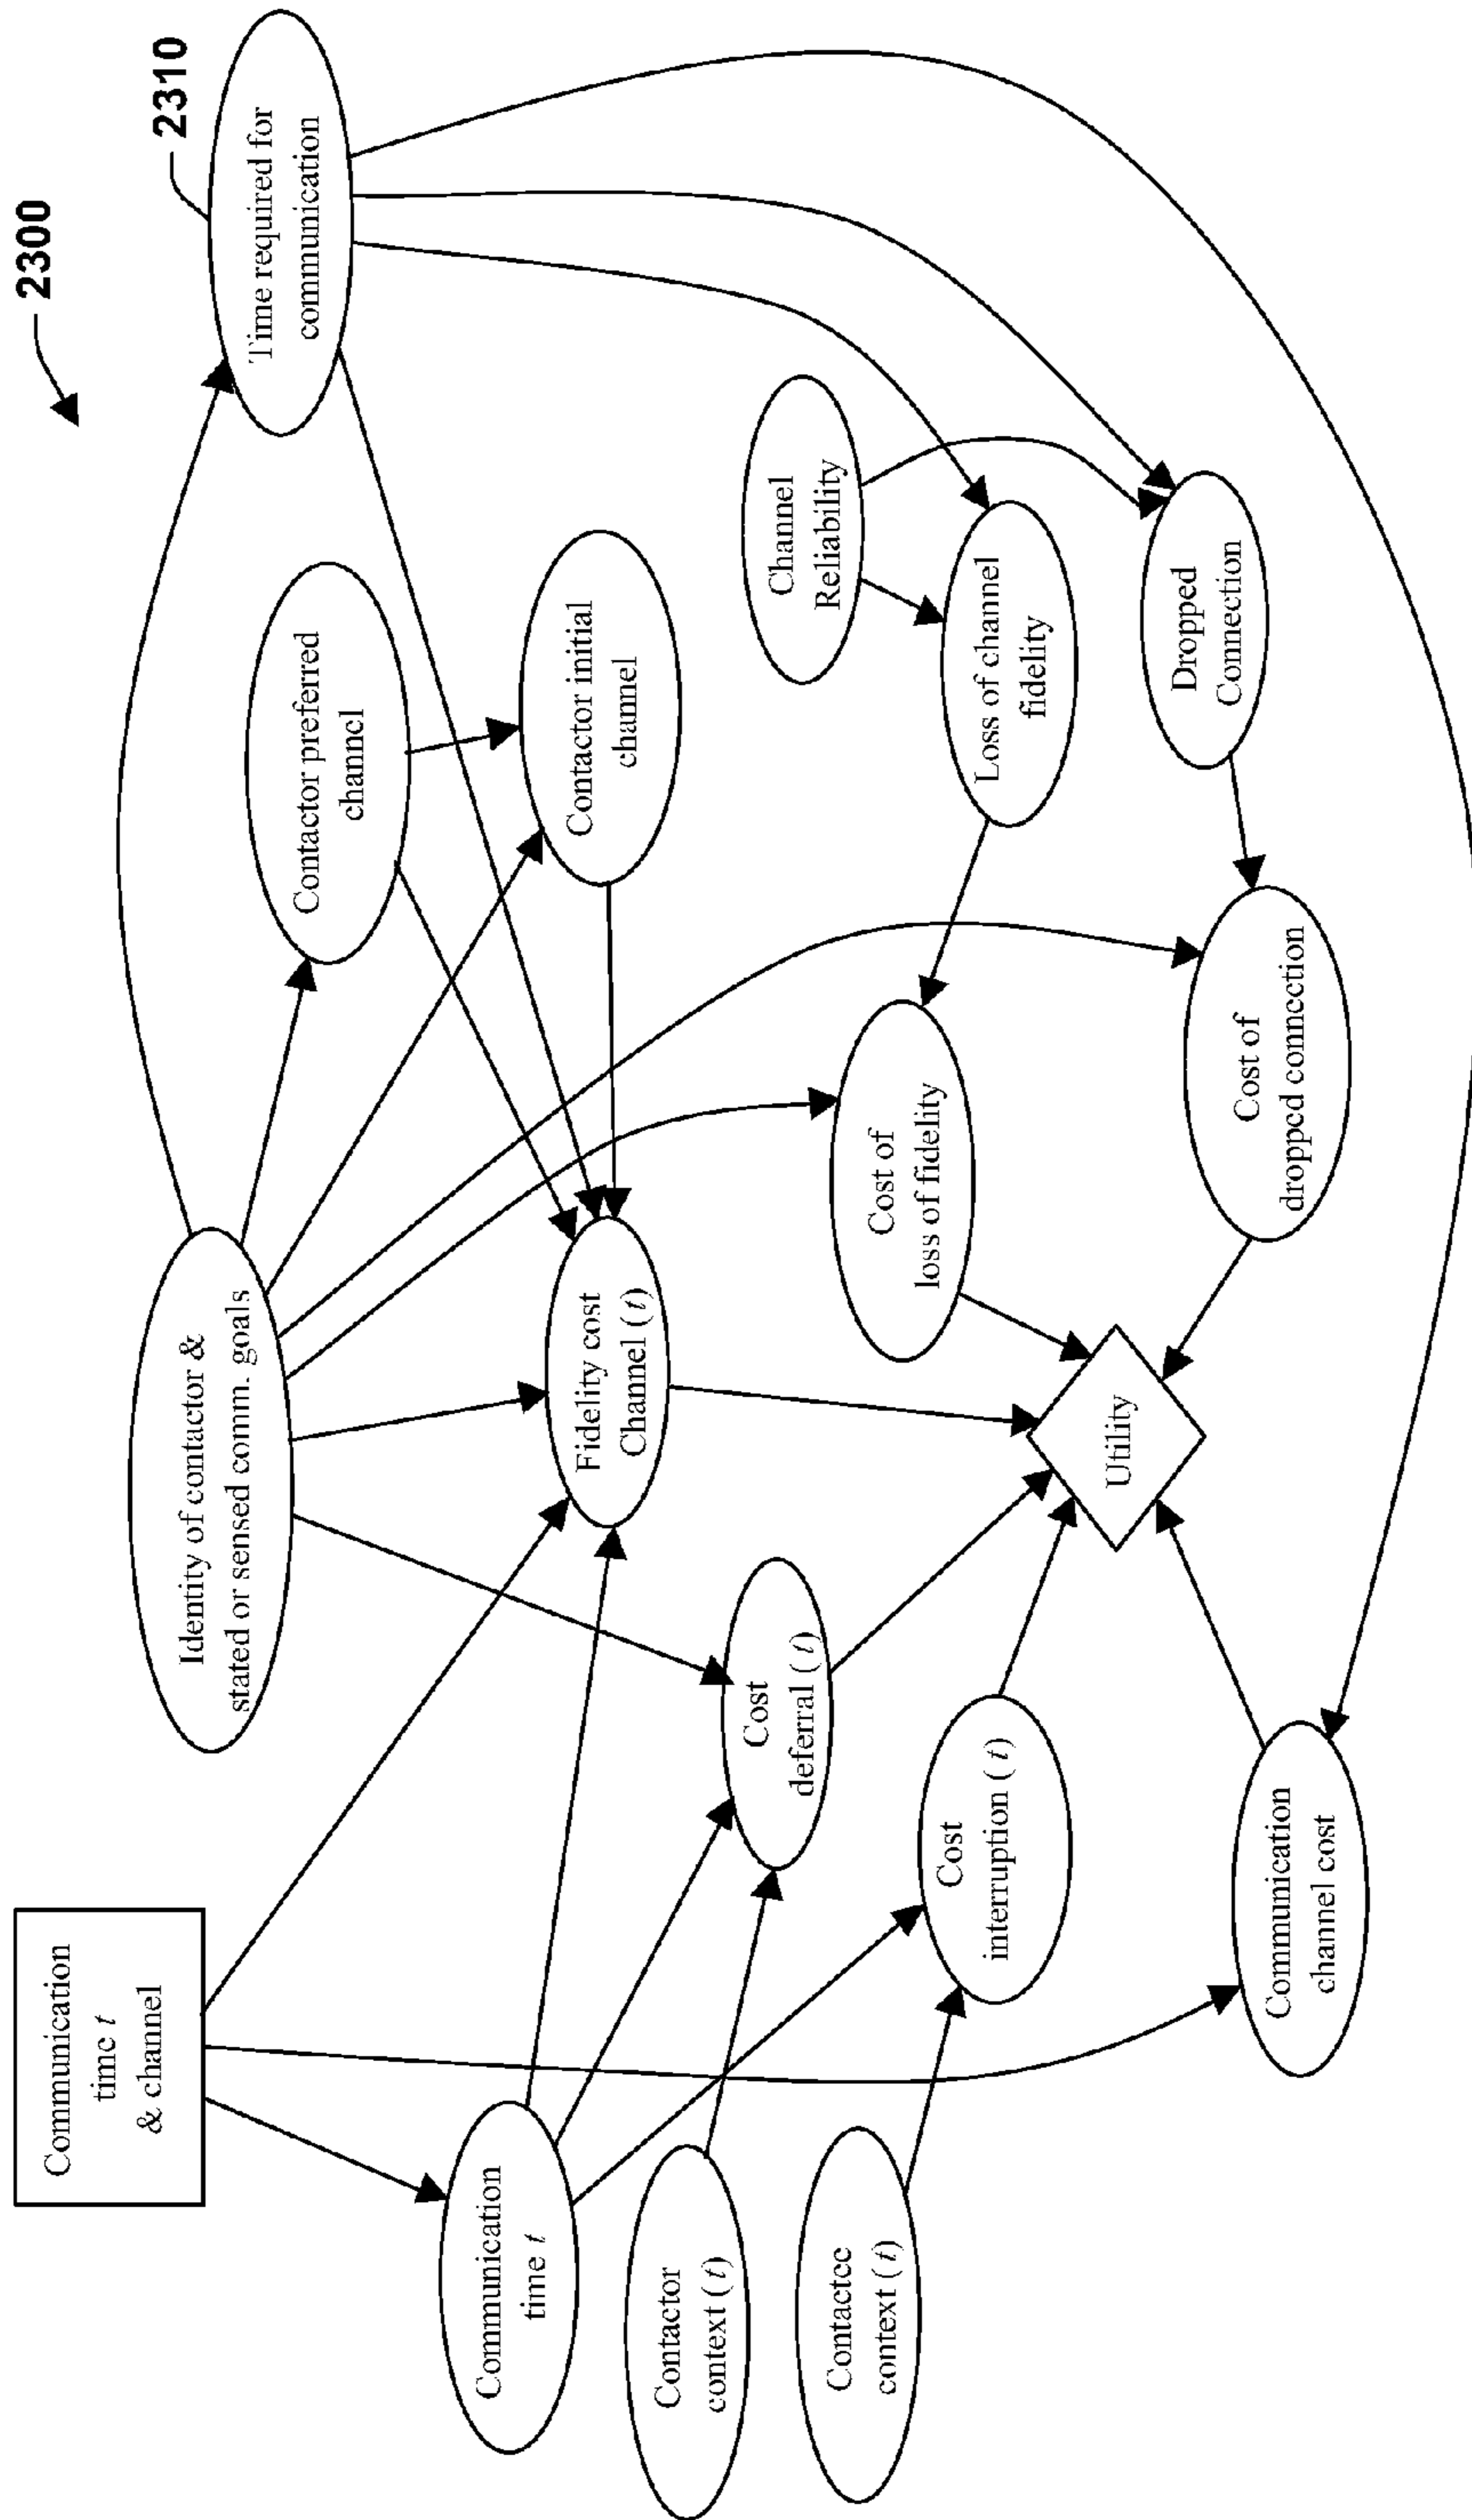 2300
2310
Communication
time t
& channel
Identity of contactor &
stated or sensed comm. goals
Time required for
communication
Contactor preferred
channel
Communication
time t
Fidelity cost
Channel (t)
Contactor initial
channel
Contactor
context (t)
Cost
deferral (t)
Channel
Reliability
Contactee
context (t)
Cost of
loss of fidelity
Cost
interruption (t)
Loss of channel
fidelity
Utility
Dropped
Connection
Cost of
dropped connection
Communication
channel cost